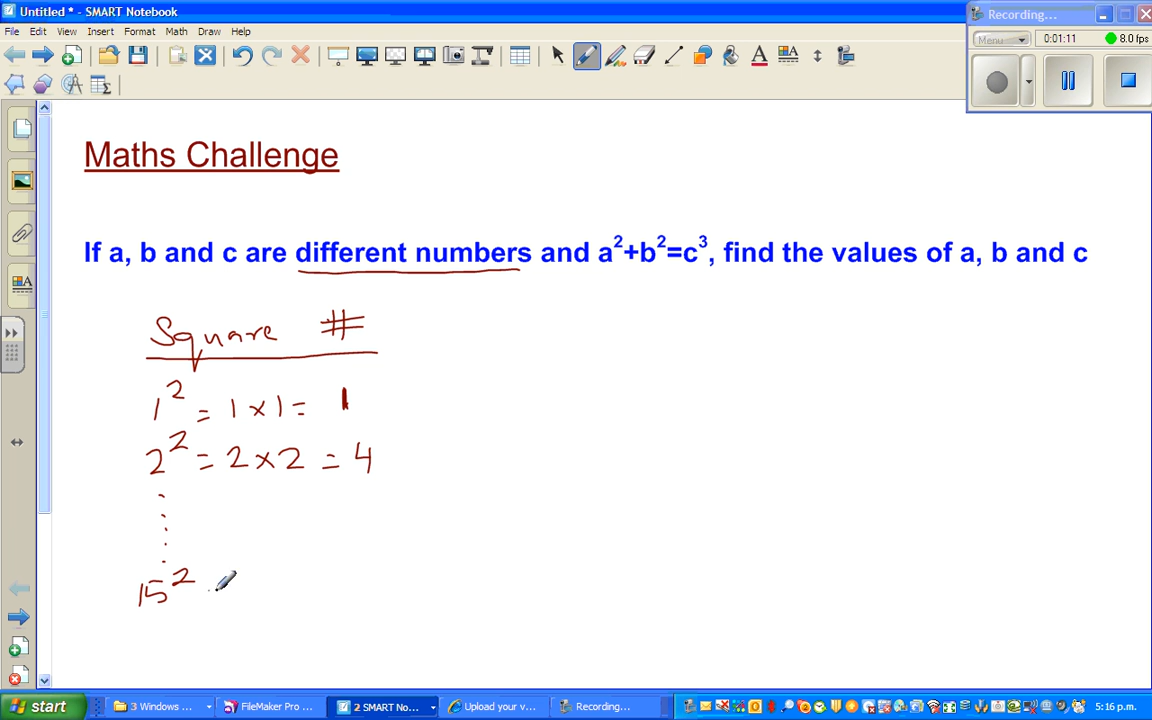 Untitled * - SMART Notebook
Recording...
File Edit View Insert Format Math Draw Help
Menu 0:01:11 8.0 fps
Maths Challenge
If a, b and c are different numbers and a²+b²=c³, find the values of a, b and c
Square #
1² = 1 × 1 = 1
2² = 2 × 2 = 4
15²
start 3 Windows ... FileMaker Pro ... 2 SMART No... Upload your v... Recording... 5:16 p.m.